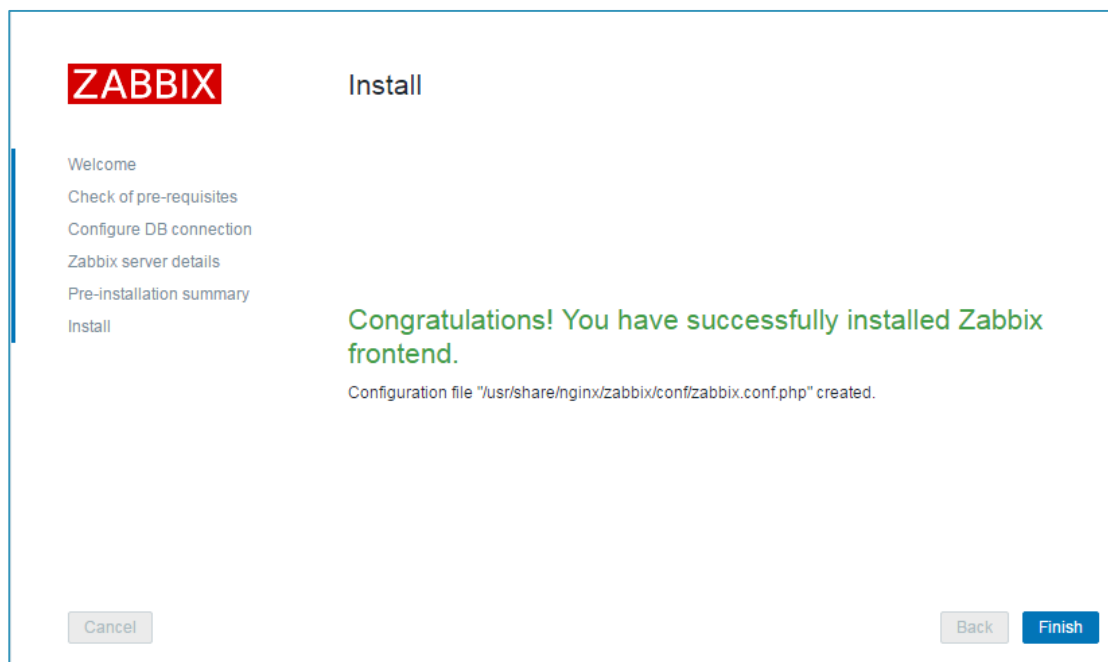 ZABBIX
Install
Welcome
Check of pre-requisites
Configure DB connection
Zabbix server details
Pre-installation summary
Install
Congratulations! You have successfully installed Zabbix
frontend.
Configuration file "/usr/share/nginx/zabbix/conf/zabbix.conf.php" created.
Cancel
Back
Finish